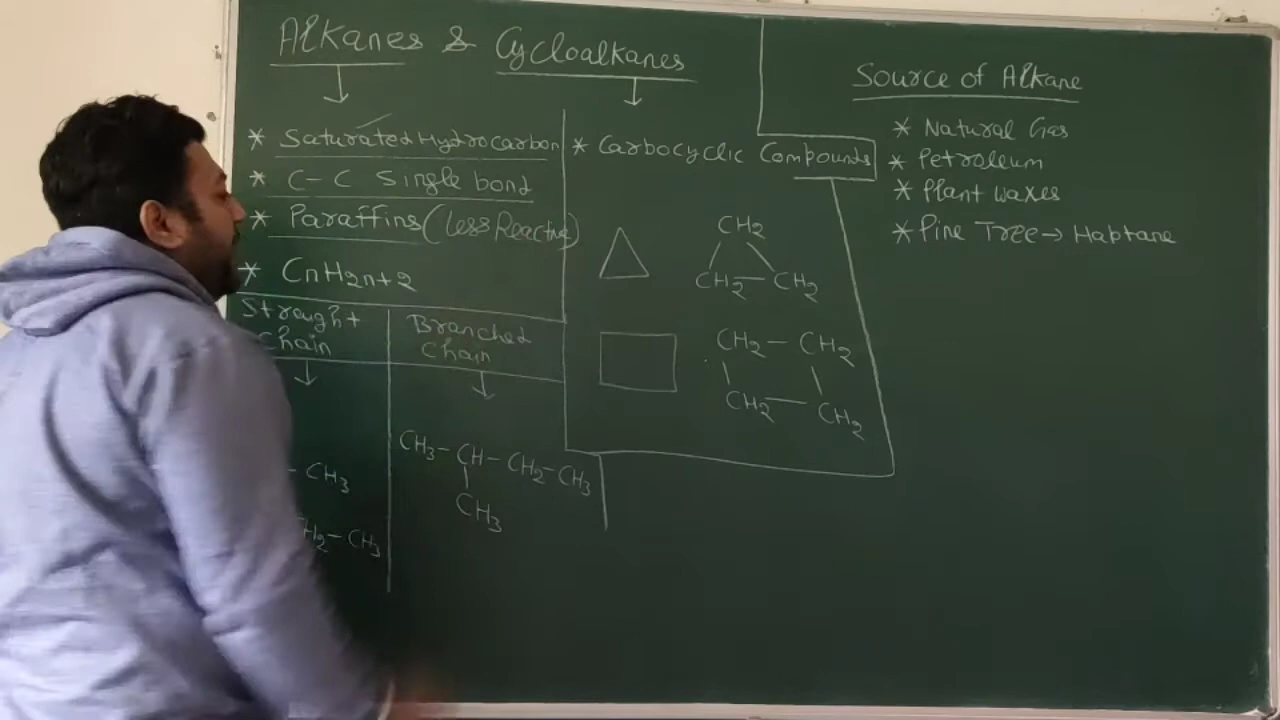 Alkanes & Cycloalkanes
* Saturated Hydrocarbon
* C-C Single bond
* Paraffins (less Reactive)
* CnH2n+2
Straught Chain
Branched Chain
- CH3
H2-CH3
CH3-CH-CH2-CH3
CH3
* Carbocyclic Compounds
CH2
CH2-CH2
CH2-CH2
CH2-CH2
Source of Alkane
* Natural Gas
* Petroleum
* Plant waxes
* Pine Tree → Haptane